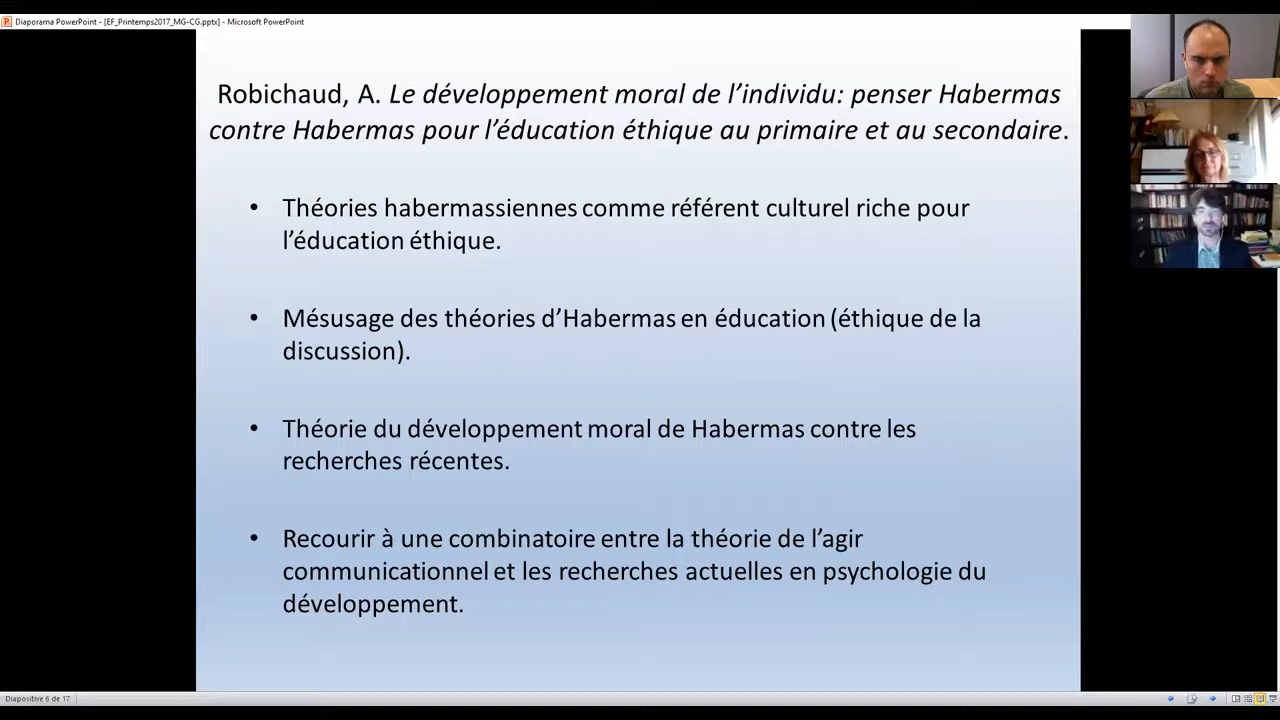 Diaporama PowerPoint - [EF_Printemps2017_MG-CG.pptx] - Microsoft PowerPoint
Robichaud, A. Le développement moral de l’individu: penser Habermas
contre Habermas pour l’éducation éthique au primaire et au secondaire.
• Théories habermassiennes comme référent culturel riche pour
l’éducation éthique.
• Mésusage des théories d’Habermas en éducation (éthique de la
discussion).
• Théorie du développement moral de Habermas contre les
recherches récentes.
• Recourir à une combinatoire entre la théorie de l’agir
communicationnel et les recherches actuelles en psychologie du
développement.
Diapositive 6 de 17